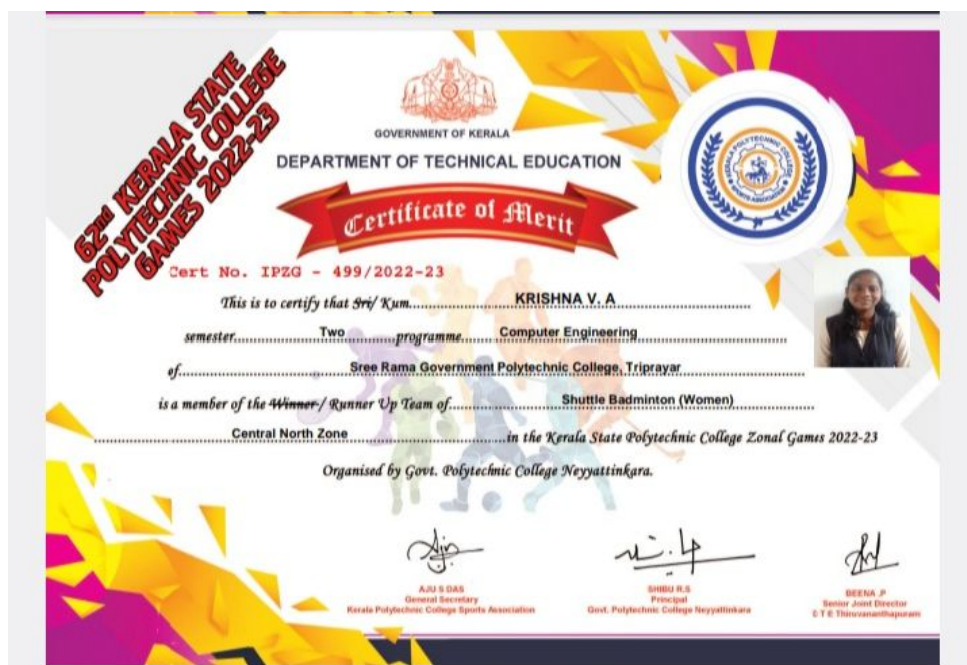 62nd KERALA STATE
POLYTECHNIC COLLEGE
GAMES 2022-23
GOVERNMENT OF KERALA
DEPARTMENT OF TECHNICAL EDUCATION
Certificate of Merit
KERALA POLYTECHNIC COLLEGE
SPORTS ASSOCIATION
Cert No. IPZG - 499/2022-23
This is to certify that Sri/ Kum. KRISHNA V. A
semester Two programme Computer Engineering
of Sree Rama Government Polytechnic College, Triprayar
is a member of the Winner / Runner Up Team of Shuttle Badminton (Women)
Central North Zone in the Kerala State Polytechnic College Zonal Games 2022-23
Organised by Govt. Polytechnic College Neyyattinkara.
AJU S DAS
General Secretary
Kerala Polytechnic College Sports Association
SHIBU R.S
Principal
Govt. Polytechnic College Neyyattinkara
BEENA .P
Senior Joint Director
D T E Thiruvananthapuram